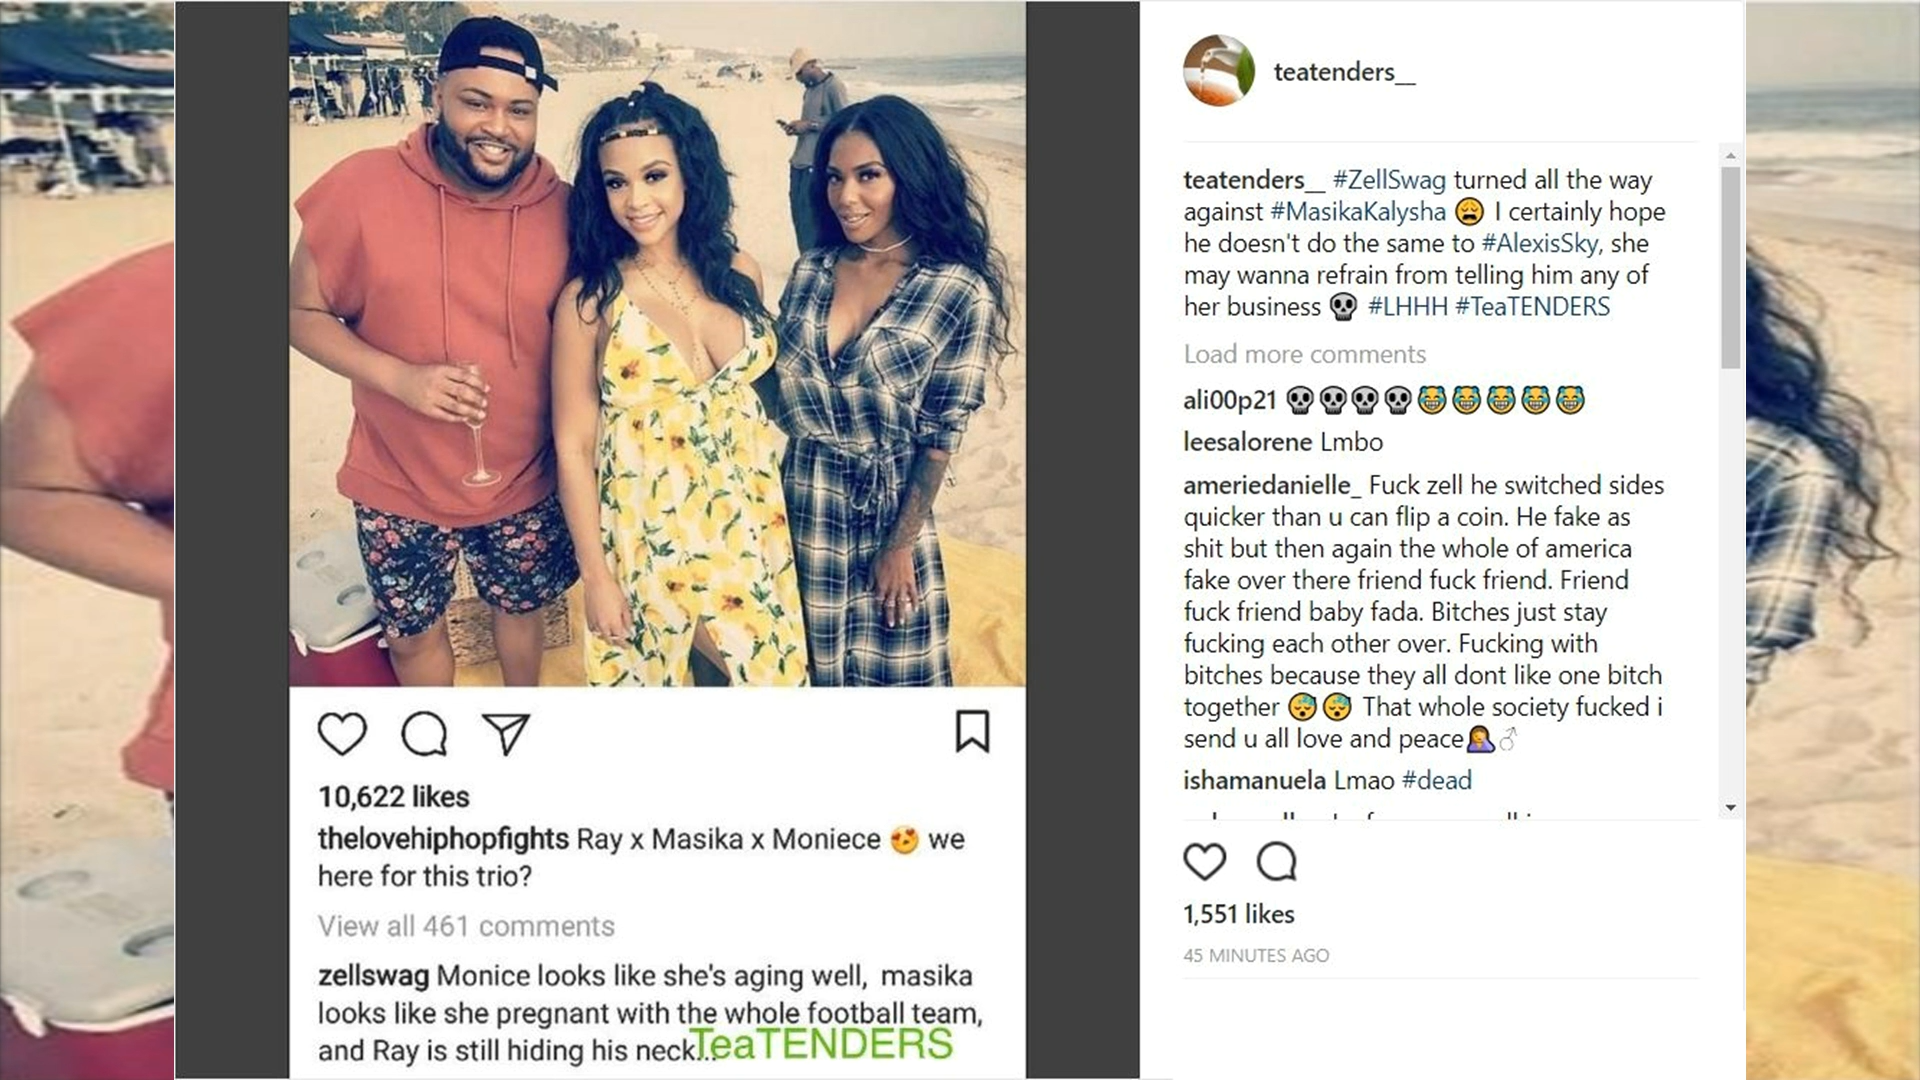 10,622 likes
thelovehiphopfights Ray x Masika x Moniece 😍 we
here for this trio?
View all 461 comments
zellswag Monice looks like she's aging well, masika
looks like she pregnant with the whole football team,
and Ray is still hiding his neck...
TeaTENDERS
teatenders__
teatenders__ #ZellSwag turned all the way
against #MasikaKalysha 😩 I certainly hope
he doesn't do the same to #AlexisSky, she
may wanna refrain from telling him any of
her business 💀 #LHHH #TeaTENDERS
Load more comments
ali00p21 💀💀💀💀😹😹😹😹😹
leesalorene Lmbo
ameriedanielle_ Fuck zell he switched sides
quicker than u can flip a coin. He fake as
shit but then again the whole of america
fake over there friend fuck friend. Friend
fuck friend baby fada. Bitches just stay
fucking each other over. Fucking with
bitches because they all dont like one bitch
together 😴😴 That whole society fucked i
send u all love and peace🤦♂
ishamanuela Lmao #dead
1,551 likes
45 MINUTES AGO